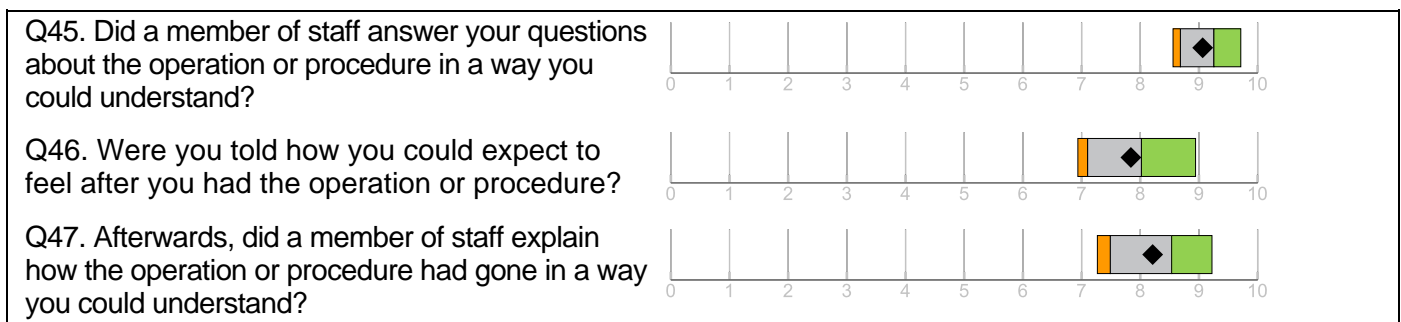 Q45. Did a member of staff answer your questions
about the operation or procedure in a way you
could understand?
0 1 2 3 4 5 6 7 8 9 10
Q46. Were you told how you could expect to
feel after you had the operation or procedure?
0 1 2 3 4 5 6 7 8 9 10
Q47. Afterwards, did a member of staff explain
how the operation or procedure had gone in a way
you could understand?
0 1 2 3 4 5 6 7 8 9 10